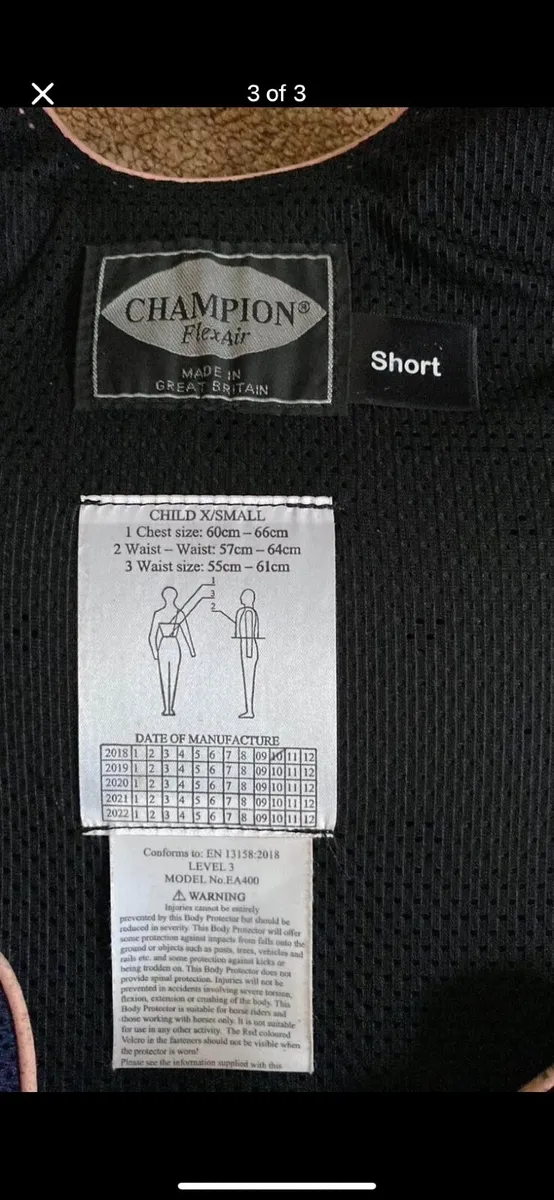 3 of 3
CHAMPION®
FlexAir
MADE IN
GREAT BRITAIN
Short
CHILD X/SMALL
1 Chest size: 60cm – 66cm
2 Waist – Waist: 57cm – 64cm
3 Waist size: 55cm – 61cm
1
3
2
DATE OF MANUFACTURE
2018 1 2 3 4 5 6 7 8 09 10 11 12
2019 1 2 3 4 5 6 7 8 09 10 11 12
2020 1 2 3 4 5 6 7 8 09 10 11 12
2021 1 2 3 4 5 6 7 8 09 10 11 12
2022 1 2 3 4 5 6 7 8 09 10 11 12
Conforms to: EN 13158:2018
LEVEL 3
MODEL No.EA400
⚠ WARNING
Injuries cannot be entirely
prevented by this Body Protector but should be
reduced in severity. This Body Protector will offer
some protection against impacts from falls onto the
ground or objects such as posts, trees, vehicles and
rails etc. and some protection against kicks or
being trodden on. This Body Protector does not
provide spinal protection. Injuries will not be
prevented in accidents involving severe torsion,
flexion, extension or crushing of the body. This
Body Protector is suitable for horse riders and
those working with horses only. It is not suitable
for use in any other activity. The Red coloured
Velcro in the fasteners should not be visible when
the protector is worn!
Please see the information supplied with this